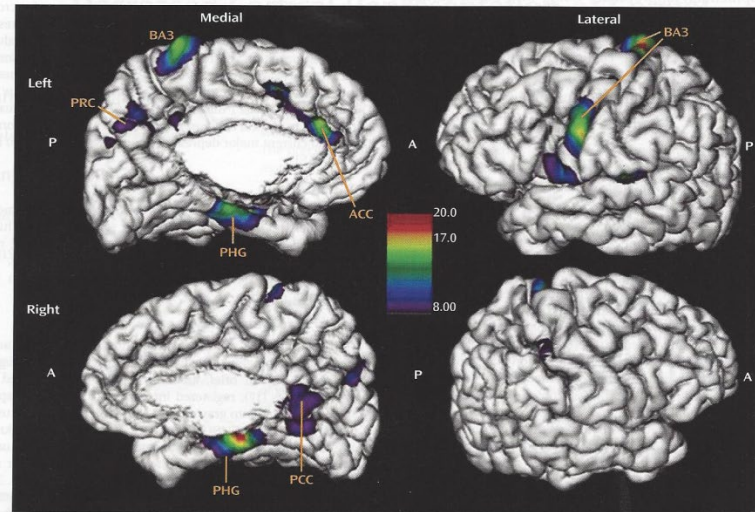 Medial
Lateral
BA3
BA3
Left
PRC
P
A
P
ACC
PHG
20.0
17.0
8.00
Right
A
P
A
PHG
PCC